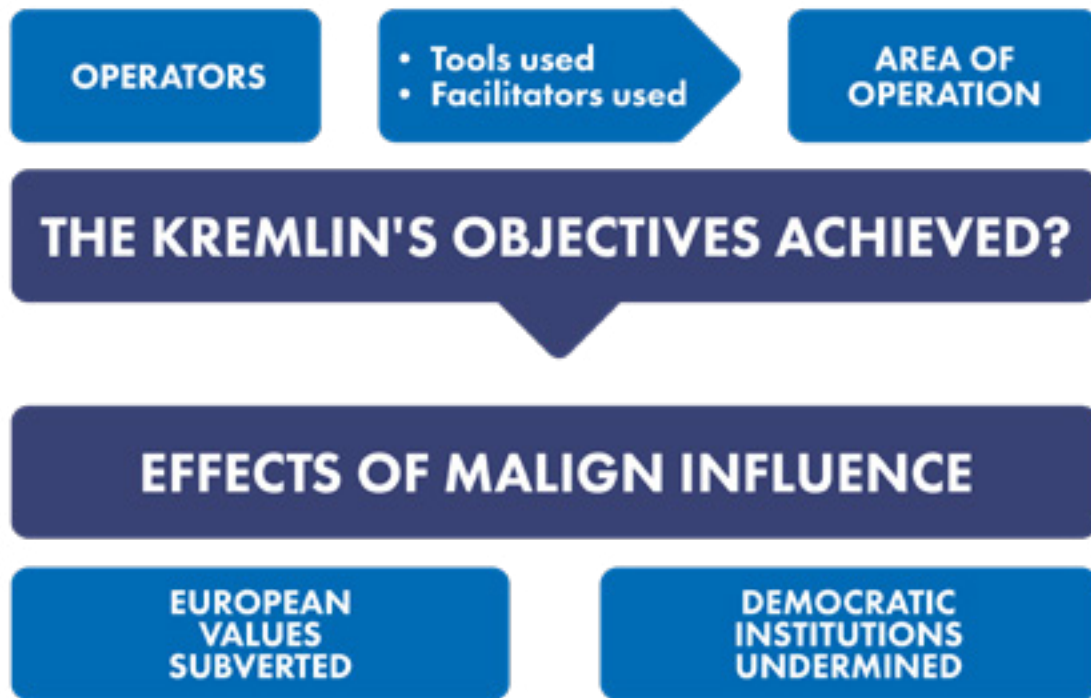 OPERATORS
• Tools used
• Facilitators used
AREA OF
OPERATION
THE KREMLIN'S OBJECTIVES ACHIEVED?
EFFECTS OF MALIGN INFLUENCE
EUROPEAN
VALUES
SUBVERTED
DEMOCRATIC
INSTITUTIONS
UNDERMINED